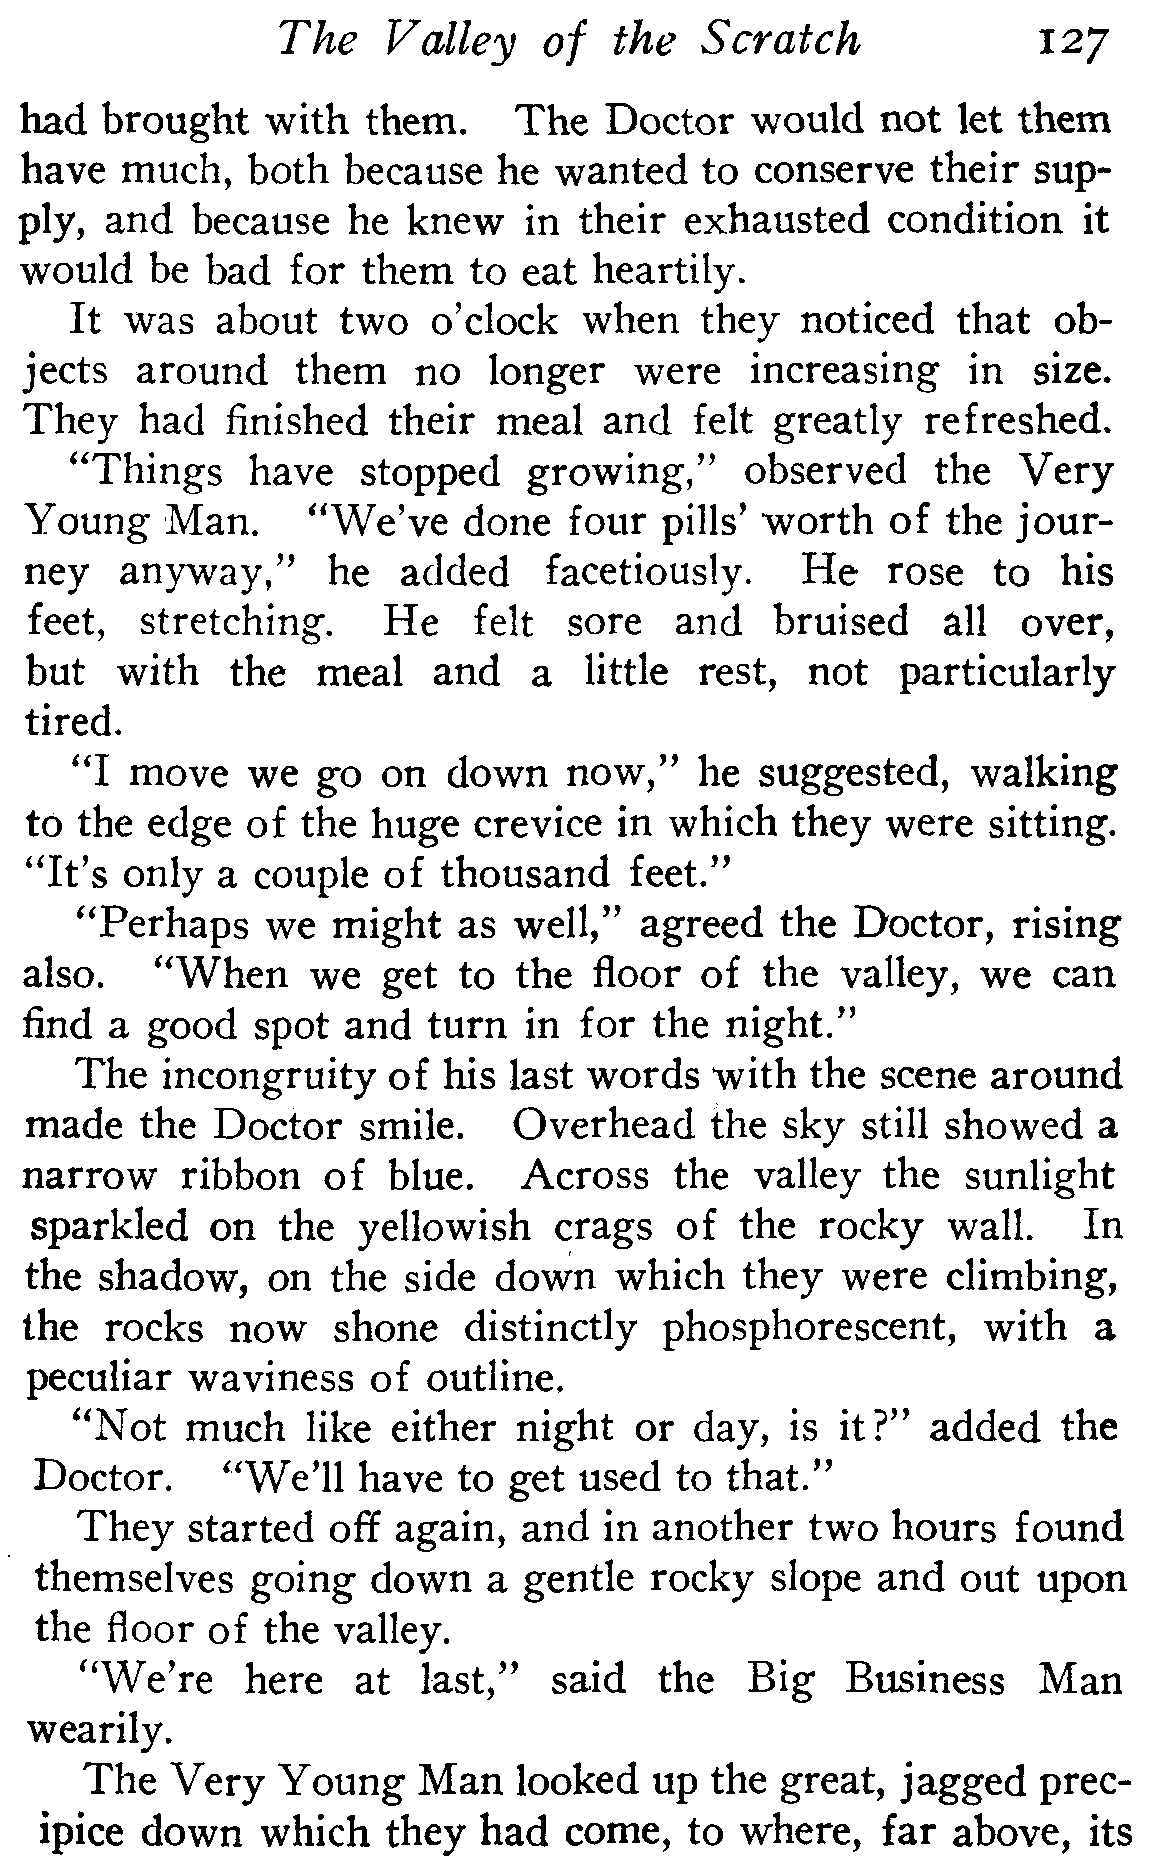 The Valley of the Scratch 127
had brought with them. The Doctor would not let them
have much, both because he wanted to conserve their sup-
ply, and because he knew in their exhausted condition it
would be bad for them to eat heartily.
It was about two o'clock when they noticed that ob-
jects around them no longer were increasing in size.
They had finished their meal and felt greatly refreshed.
"Things have stopped growing," observed the Very
Young Man. "We've done four pills' worth of the jour-
ney anyway," he added facetiously. He rose to his
feet, stretching. He felt sore and bruised all over,
but with the meal and a little rest, not particularly
tired.
"I move we go on down now," he suggested, walking
to the edge of the huge crevice in which they were sitting.
"It's only a couple of thousand feet."
"Perhaps we might as well," agreed the Doctor, rising
also. "When we get to the floor of the valley, we can
find a good spot and turn in for the night."
The incongruity of his last words with the scene around
made the Doctor smile. Overhead the sky still showed a
narrow ribbon of blue. Across the valley the sunlight
sparkled on the yellowish crags of the rocky wall. In
the shadow, on the side down which they were climbing,
the rocks now shone distinctly phosphorescent, with a
peculiar waviness of outline.
"Not much like either night or day, is it?" added the
Doctor. "We'll have to get used to that."
They started off again, and in another two hours found
themselves going down a gentle rocky slope and out upon
the floor of the valley.
"We're here at last," said the Big Business Man
wearily.
The Very Young Man looked up the great, jagged prec-
ipice down which they had come, to where, far above, its